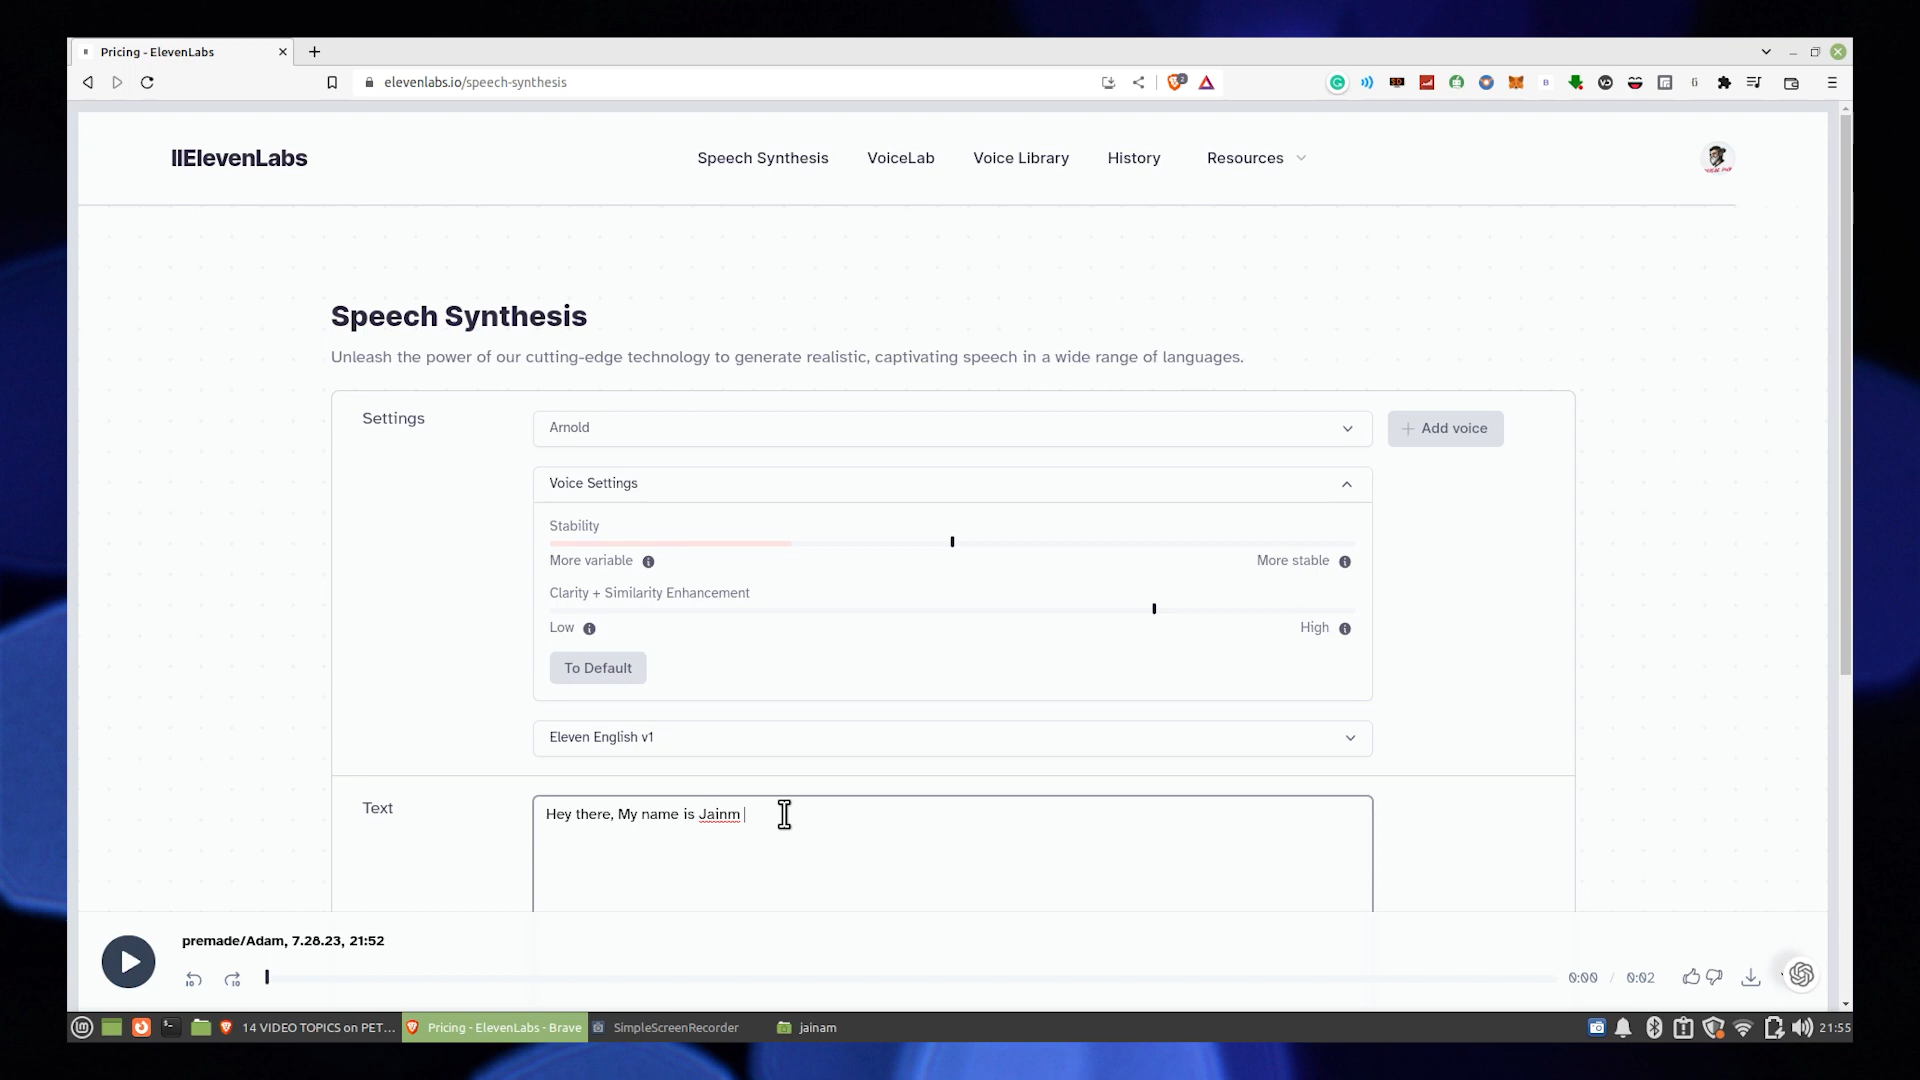 Pricing - ElevenLabs
elevenlabs.io/speech-synthesis
IIElevenLabs
Speech Synthesis
VoiceLab
Voice Library
History
Resources
Speech Synthesis
Unleash the power of our cutting-edge technology to generate realistic, captivating speech in a wide range of languages.
Settings
Arnold
+ Add voice
Voice Settings
Stability
More variable
More stable
Clarity + Similarity Enhancement
Low
High
To Default
Eleven English v1
Text
Hey there, My name is Jainm
premade/Adam, 7.28.23, 21:52
10
10
0:00 / 0:02
14 VIDEO TOPICS on PET...
Pricing - ElevenLabs - Brave
SimpleScreenRecorder
jainam
21:55